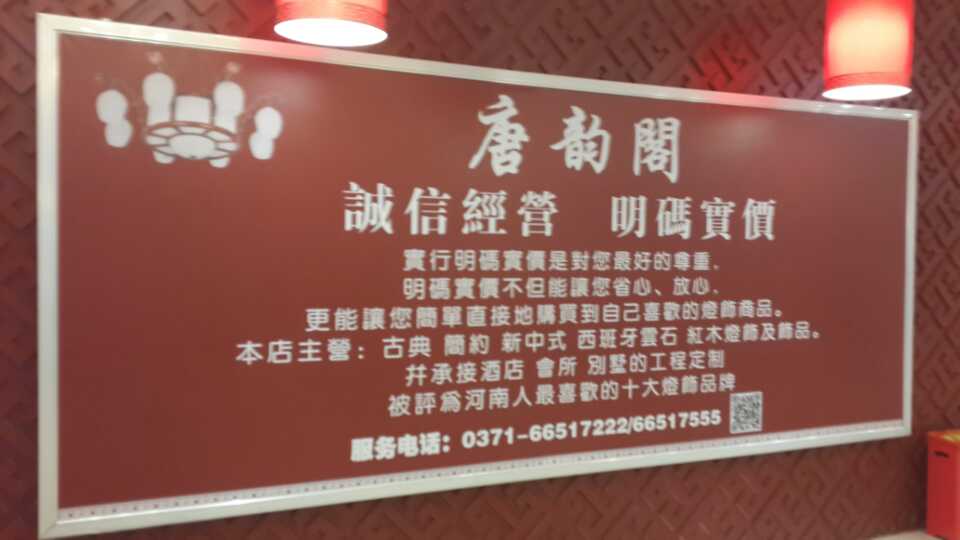 唐韵閣
誠信經營 明碼實價
實行明碼實價是對您最好的尊重.
明碼實價不但能讓您省心、放心.
更能讓您簡單直接地購買到自己喜歡的燈飾商品。
本店主營：古典 簡約 新中式 西班牙雲石 紅木燈飾及飾品。
并承接酒店 會所 別墅的工程定制
被評爲河南人最喜歡的十大燈飾品牌
服务电话：0371-66517222/66517555